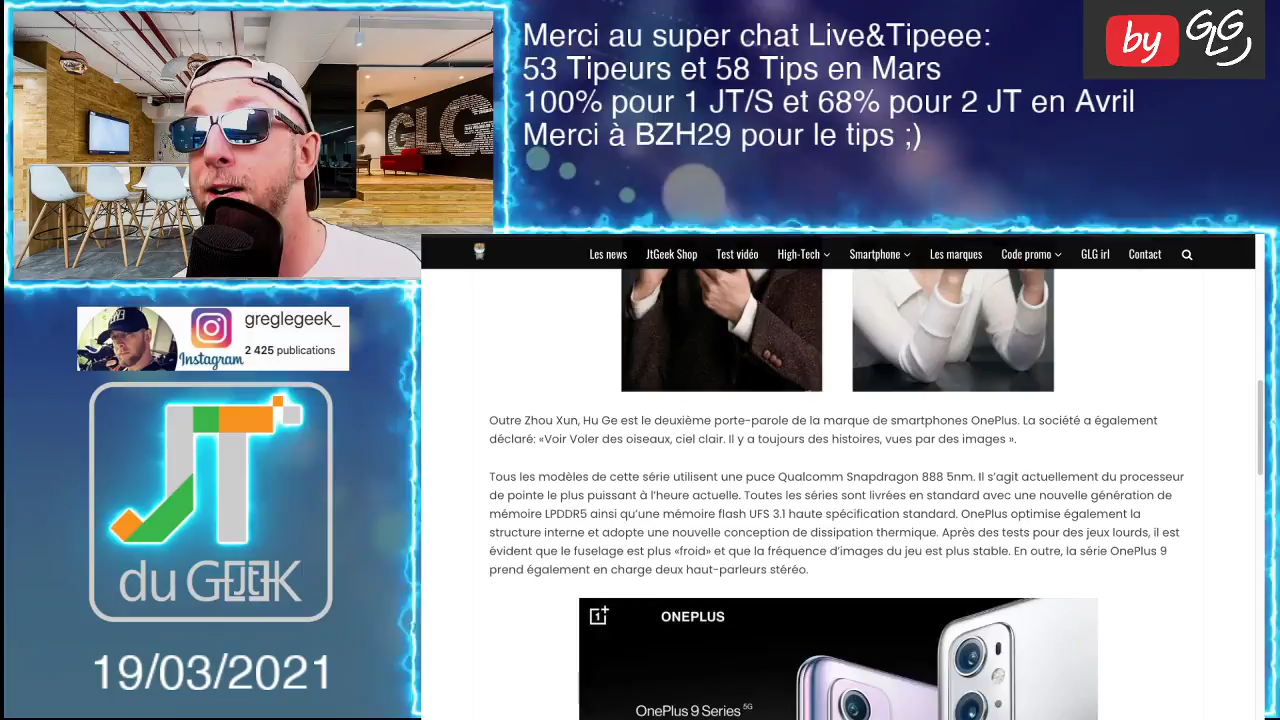 GLG
Merci au super chat Live&Tipeee:
53 Tipeurs et 58 Tips en Mars
100% pour 1 JT/S et 68% pour 2 JT en Avril
Merci à BZH29 pour le tips ;)
by GLG
greglegeek_
Instagram
2 425 publications
JT
du GEJtK
19/03/2021
Les news JtGeek Shop Test vidéo High-Tech Smartphone Les marques Code promo GLG irl Contact
Outre Zhou Xun, Hu Ge est le deuxième porte-parole de la marque de smartphones OnePlus. La société a également
déclaré: «Voir Voler des oiseaux, ciel clair. Il y a toujours des histoires, vues par des images ».
Tous les modèles de cette série utilisent une puce Qualcomm Snapdragon 888 5nm. Il s’agit actuellement du processeur
de pointe le plus puissant à l’heure actuelle. Toutes les séries sont livrées en standard avec une nouvelle génération de
mémoire LPDDR5 ainsi qu’une mémoire flash UFS 3.1 haute spécification standard. OnePlus optimise également la
structure interne et adopte une nouvelle conception de dissipation thermique. Après des tests pour des jeux lourds, il est
évident que le fuselage est plus «froid» et que la fréquence d’images du jeu est plus stable. En outre, la série OnePlus 9
prend également en charge deux haut-parleurs stéréo.
1+ ONEPLUS
OnePlus 9 Series 5G